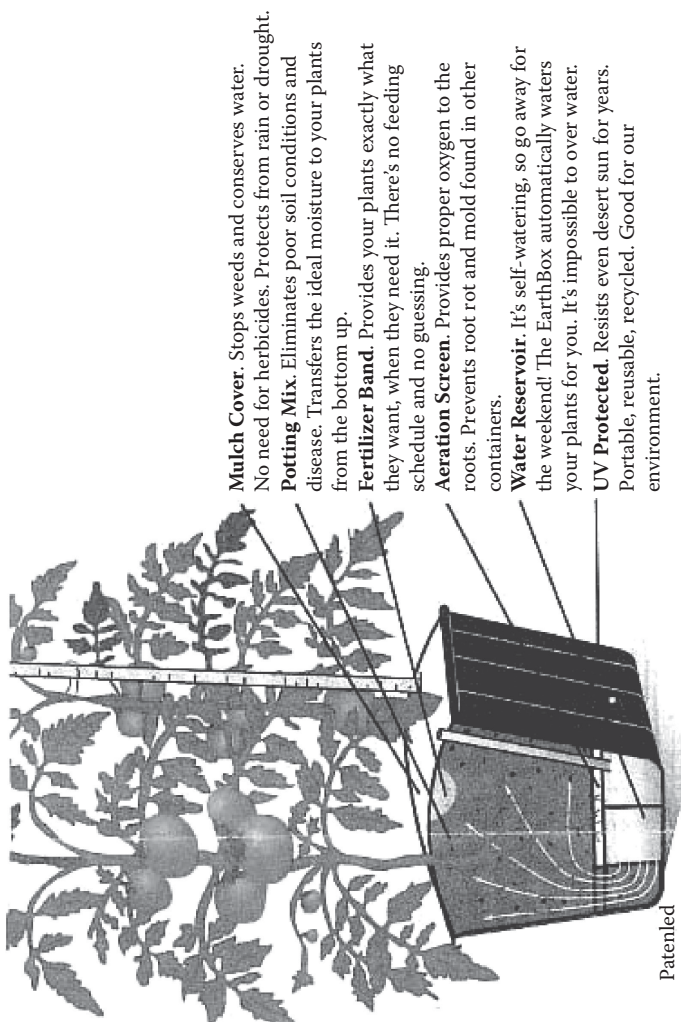 Mulch Cover. Stops weeds and conserves water.
No need for herbicides. Protects from rain or drought.
Potting Mix. Eliminates poor soil conditions and
disease. Transfers the ideal moisture to your plants
from the bottom up.
Fertilizer Band. Provides your plants exactly what
they want, when they need it. There's no feeding
schedule and no guessing.
Aeration Screen. Provides proper oxygen to the
roots. Prevents root rot and mold found in other
containers.
Water Reservoir. It's self-watering, so go away for
the weekend! The EarthBox automatically waters
your plants for you. It's impossible to over water.
UV Protected. Resists even desert sun for years.
Portable, reusable, recycled. Good for our
environment.
Patenled